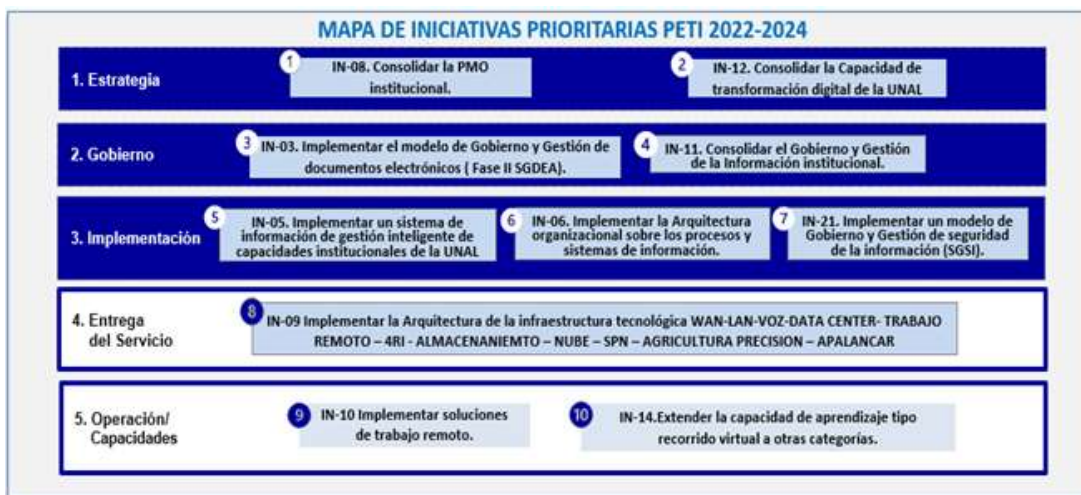 MAPA DE INICIATIVAS PRIORITARIAS PETI 2022-2024
1. Estrategia
1
IN-08. Consolidar la PMO
institucional.
2
IN-12. Consolidar la Capacidad de
transformación digital de la UNAL
2. Gobierno
3
IN-03. Implementar el modelo de Gobierno y Gestión de
documentos electrónicos ( Fase II SGDEA).
4
IN-11. Consolidar el Gobierno y Gestión
de la Información institucional.
3. Implementación
5
IN-05. Implementar un sistema de
información de gestión inteligente de
capacidades institucionales de la UNAL
6
IN-06. Implementar la Arquitectura
organizacional sobre los procesos y
sistemas de información.
7
IN-21. Implementar un modelo de
Gobierno y Gestión de seguridad
de la información (SGSI).
4. Entrega
del Servicio
8
IN-09 Implementar la Arquitectura de la infraestructura tecnológica WAN-LAN-VOZ-DATA CENTER- TRABAJO
REMOTO – 4RI - ALMACENANIEMTO – NUBE – SPN – AGRICULTURA PRECISION – APALANCAR
5. Operación/
Capacidades
9
IN-10 Implementar soluciones
de trabajo remoto.
10
IN-14.Extender la capacidad de aprendizaje tipo
recorrido virtual a otras categorías.